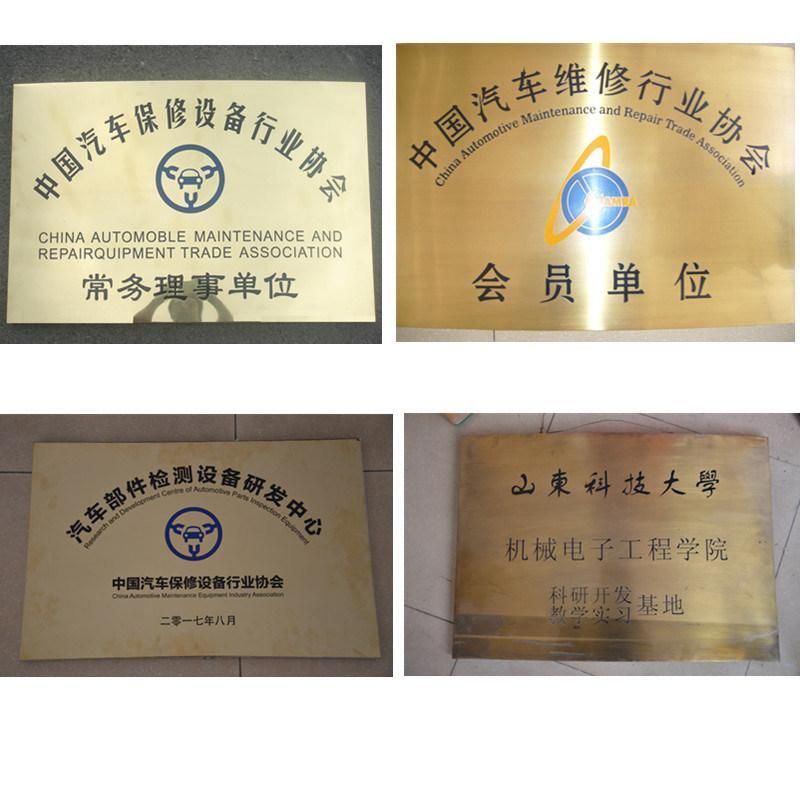 中国汽车保修设备行业协会
CHINA AUTOMOBLE MAINTENANCE AND
REPAIRQUIPMENT TRADE ASSOCIATION
常务理事单位
中国汽车维修行业协会
China Automotive Maintenance and Repair Trade Association
CAMRA
会员单位
汽车部件检测设备研发中心
Research and Development Centre of Automotive Parts Inspection Equipment
中国汽车保修设备行业协会
China Automotive Maintenance Equipment Industry Association
二零一七年八月
山東科技大學
机械电子工程学院
科研开发
教学实习基地